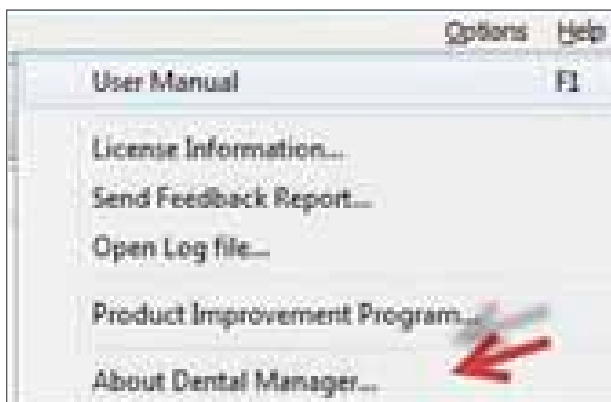 Options Help
User Manual F1
License Information...
Send Feedback Report...
Open Log file...
Product Improvement Program...
About Dental Manager...